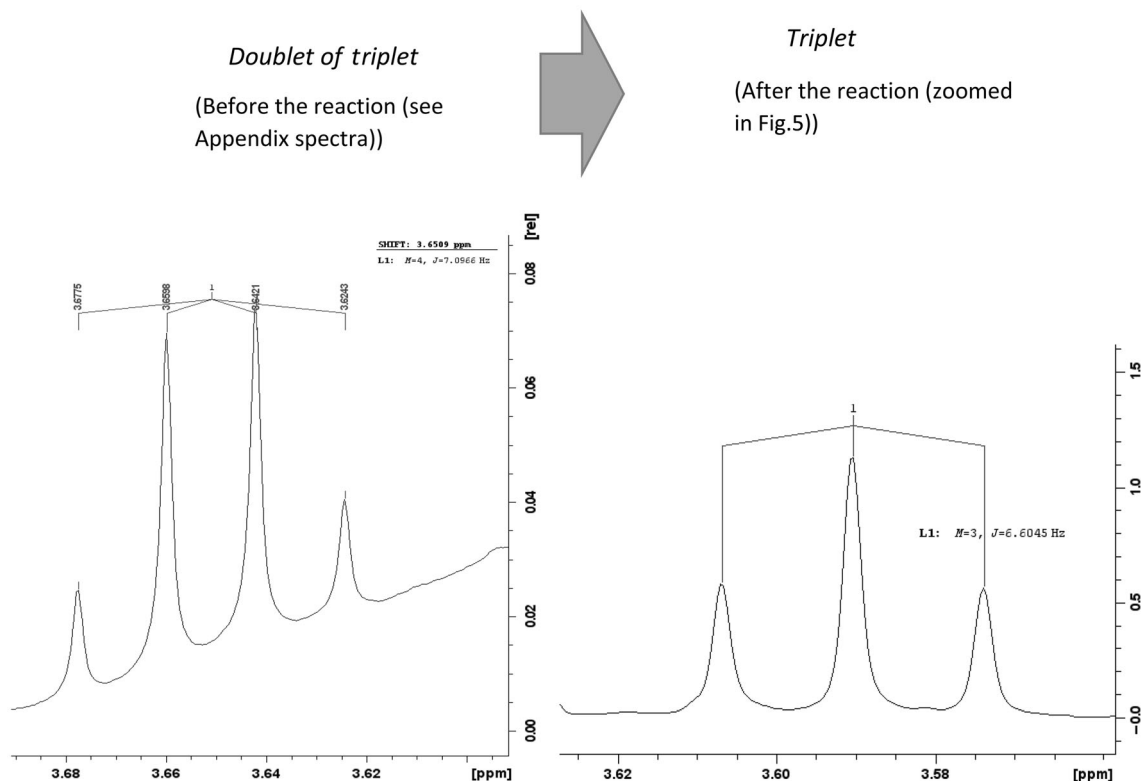 Doublet of triplet
(Before the reaction (see
Appendix spectra))
Triplet
(After the reaction (zoomed
in Fig.5))
[rel]
SHIFT: 3.6509 ppm
L1: M=4, J=7.0966 Hz
3.6775
3.6598
1
3.6421
3.6243
0.08
0.06
0.04
0.02
0.00
3.68
3.66
3.64
3.62
[ppm]
1
L1: M=3, J=6.6045 Hz
1.5
1.0
0.5
-0.0
3.62
3.60
3.58
[ppm]